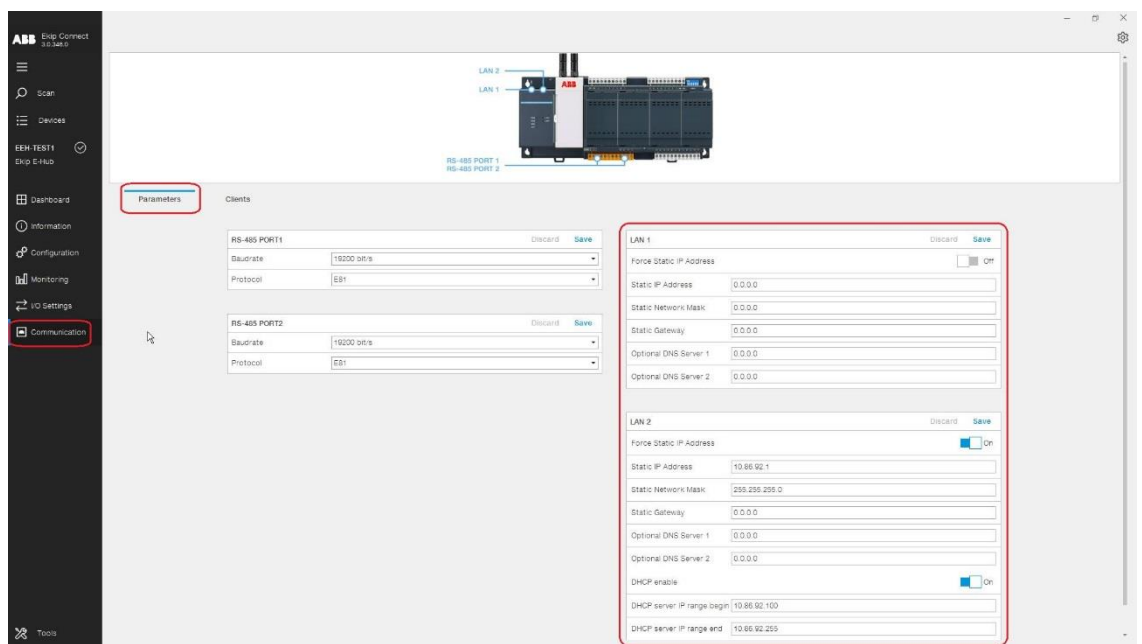 ABB Ekip Connect
3.0.348.0
Scan
Devices
EEH-TEST1
Ekip E-Hub
Dashboard
Information
Configuration
Monitoring
I/O Settings
Communication
Tools
LAN 2
LAN 1
ABB
RS-485 PORT 1
RS-485 PORT 2
Parameters
Clients
RS-485 PORT1 Discard Save
Baudrate 19200 bit/s
Protocol E81
RS-485 PORT2 Discard Save
Baudrate 19200 bit/s
Protocol E81
LAN 1 Discard Save
Force Static IP Address Off
Static IP Address 0.0.0.0
Static Network Mask 0.0.0.0
Static Gateway 0.0.0.0
Optional DNS Server 1 0.0.0.0
Optional DNS Server 2 0.0.0.0
LAN 2 Discard Save
Force Static IP Address On
Static IP Address 10.86.92.1
Static Network Mask 255.255.255.0
Static Gateway 0.0.0.0
Optional DNS Server 1 0.0.0.0
Optional DNS Server 2 0.0.0.0
DHCP enable On
DHCP server IP range begin 10.86.92.100
DHCP server IP range end 10.86.92.255